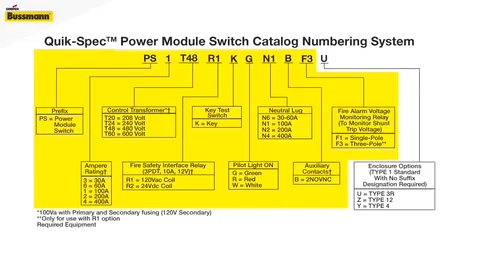 COOPER
Bussmann
Quik-Spec™ Power Module Switch Catalog Numbering System
PS 1 T48 R1 K G N1 B F3 U
Prefix
PS = Power
Module
Switch
Control Transformer*†
T20 = 208 Volt
T24 = 240 Volt
T48 = 480 Volt
T60 = 600 Volt
Key Test
Switch
K = Key
Neutral Lug
N6 = 30-60A
N1 = 100A
N2 = 200A
N4 = 400A
Fire Alarm Voltage
Monitoring Relay
(To Monitor Shunt
Trip Voltage)
F1 = Single-Pole
F3 = Three-Pole**
Ampere
Rating†
3 = 30A
6 = 60A
1 = 100A
2 = 200A
4 = 400A
Fire Safety Interface Relay
(3PDT, 10A, 12V)†
R1 = 120Vac Coil
R2 = 24Vdc Coil
Pilot Light ON
G = Green
R = Red
W = White
Auxiliary
Contacts†
B = 2NO/2NC
Enclosure Options
(TYPE 1 Standard
With No Suffix
Designation Required)
U = TYPE 3R
Z = TYPE 12
Y = TYPE 4
*100Va with Primary and Secondary fusing (120V Secondary)
**Only for use with R1 option
Required Equipment